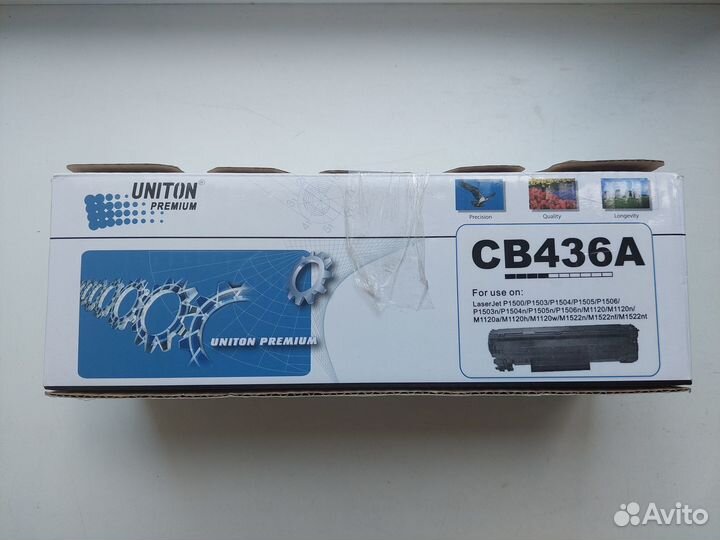 UNITON®
PREMIUM
Precision
Quality
Longevity
CB436A
For use on:
LaserJet P1500/P1503/P1504/P1505/P1506/
P1503n/P1504n/P1505n/P1506n/M1120/M1120n/
M1120a/M1120h/M1120w/M1522n/M1522nf/M1522nt
UNITON PREMIUM
Avito